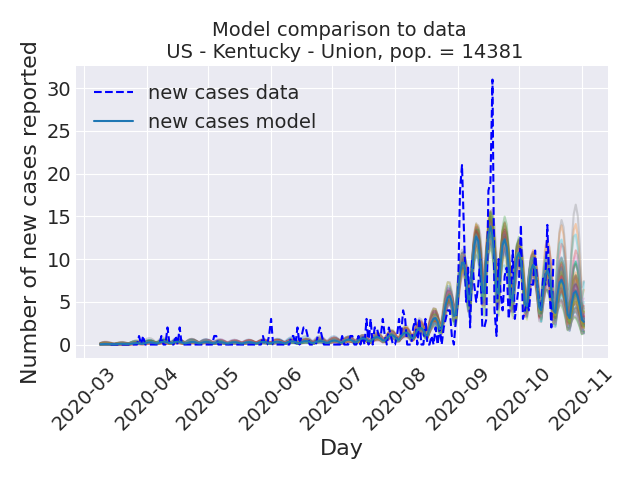 Model comparison to data
US - Kentucky - Union, pop. = 14381
new cases data
new cases model
Number of new cases reported
30
25
20
15
10
5
0
2020-03
2020-04
2020-05
2020-06
2020-07
2020-08
2020-09
2020-10
2020-11
Day